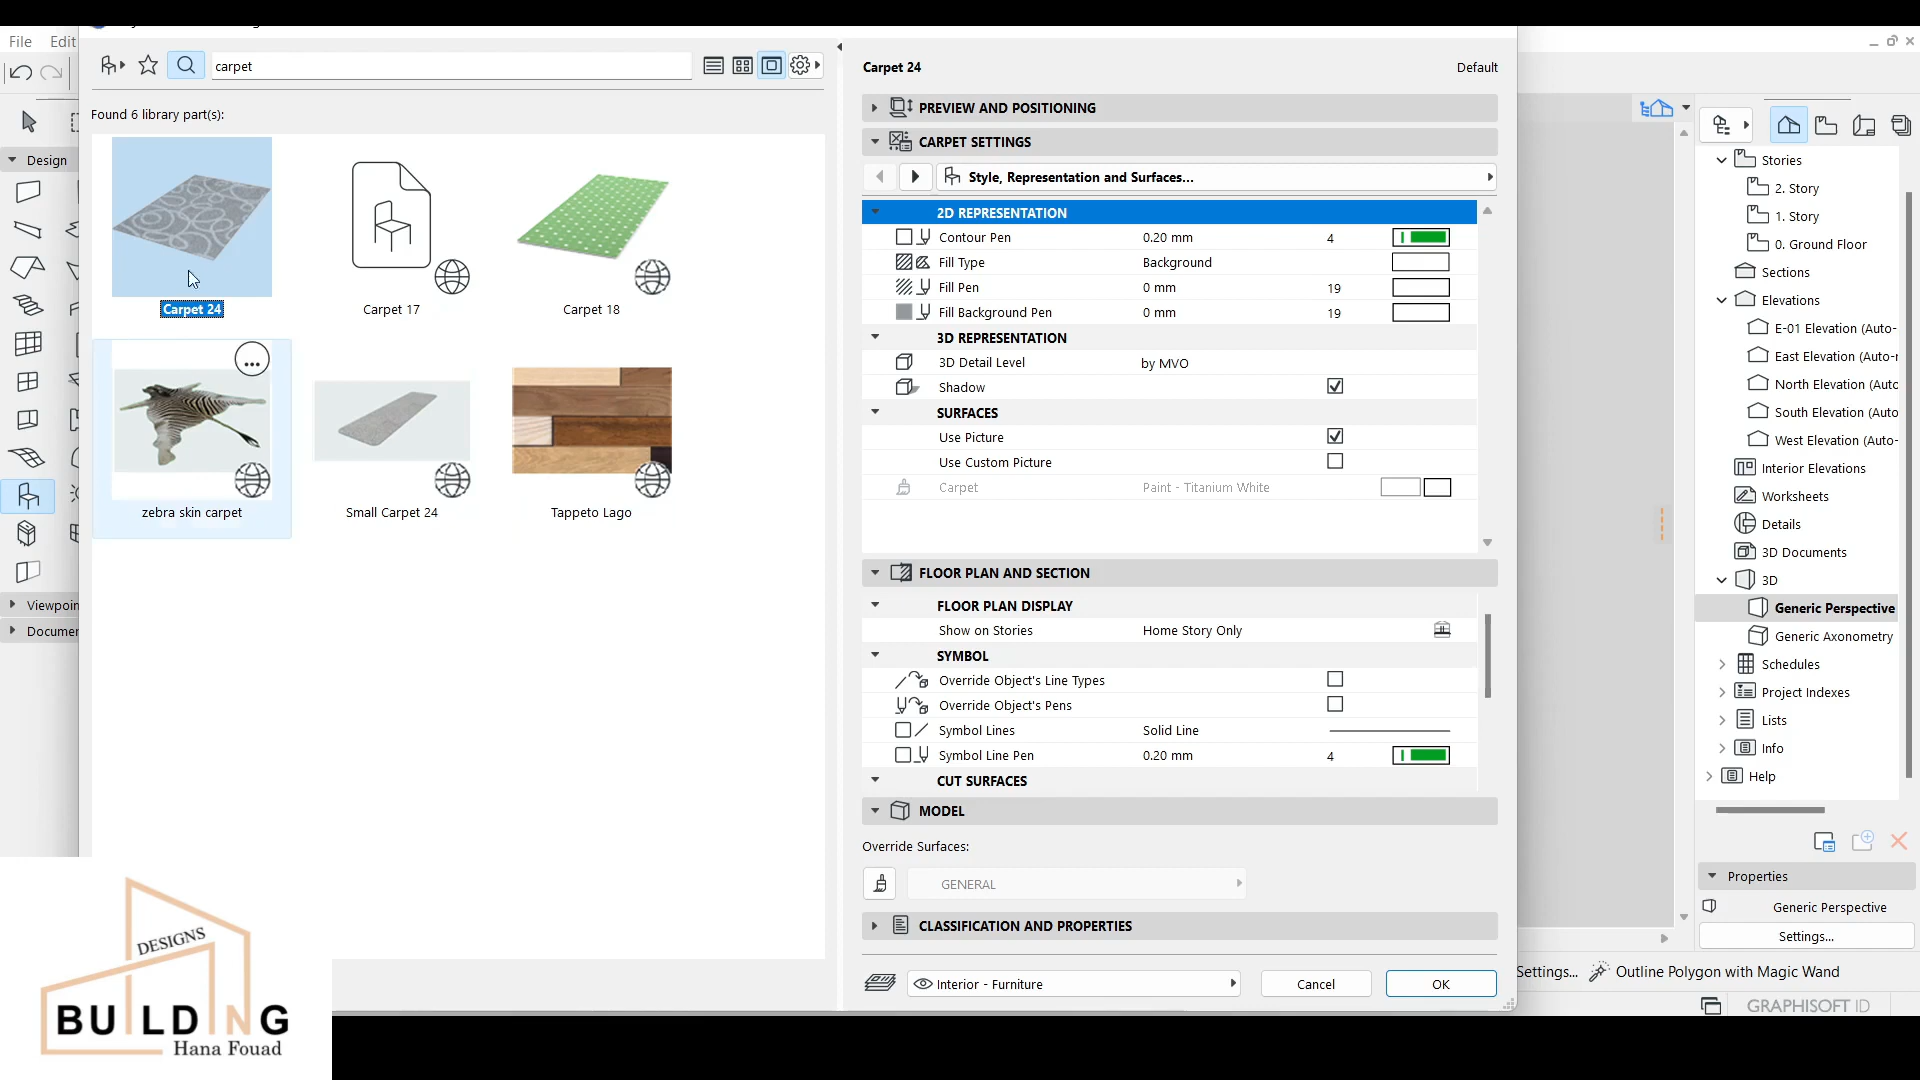 File Edit
carpet
Found 6 library part(s):
Carpet 24
Carpet 17
Carpet 18
zebra skin carpet
Small Carpet 24
Tappeto Lago
Design
Viewpoin
Documen
Carpet 24
Default
PREVIEW AND POSITIONING
CARPET SETTINGS
Style, Representation and Surfaces...
2D REPRESENTATION
Contour Pen 0.20 mm 4
Fill Type Background
Fill Pen 0 mm 19
Fill Background Pen 0 mm 19
3D REPRESENTATION
3D Detail Level by MVO
Shadow
SURFACES
Use Picture
Use Custom Picture
Carpet Paint - Titanium White
FLOOR PLAN AND SECTION
FLOOR PLAN DISPLAY
Show on Stories Home Story Only
SYMBOL
Override Object's Line Types
Override Object's Pens
Symbol Lines Solid Line
Symbol Line Pen 0.20 mm 4
CUT SURFACES
MODEL
Override Surfaces:
GENERAL
CLASSIFICATION AND PROPERTIES
Interior - Furniture
Cancel
OK
Stories
2. Story
1. Story
0. Ground Floor
Sections
Elevations
E-01 Elevation (Auto-
East Elevation (Auto-r
North Elevation (Auto
South Elevation (Auto
West Elevation (Auto-
Interior Elevations
Worksheets
Details
3D Documents
3D
Generic Perspective
Generic Axonometry
Schedules
Project Indexes
Lists
Info
Help
Properties
Generic Perspective
Settings...
Settings... Outline Polygon with Magic Wand
GRAPHISOFT ID
DESIGNS
BUILDING
Hana Fouad